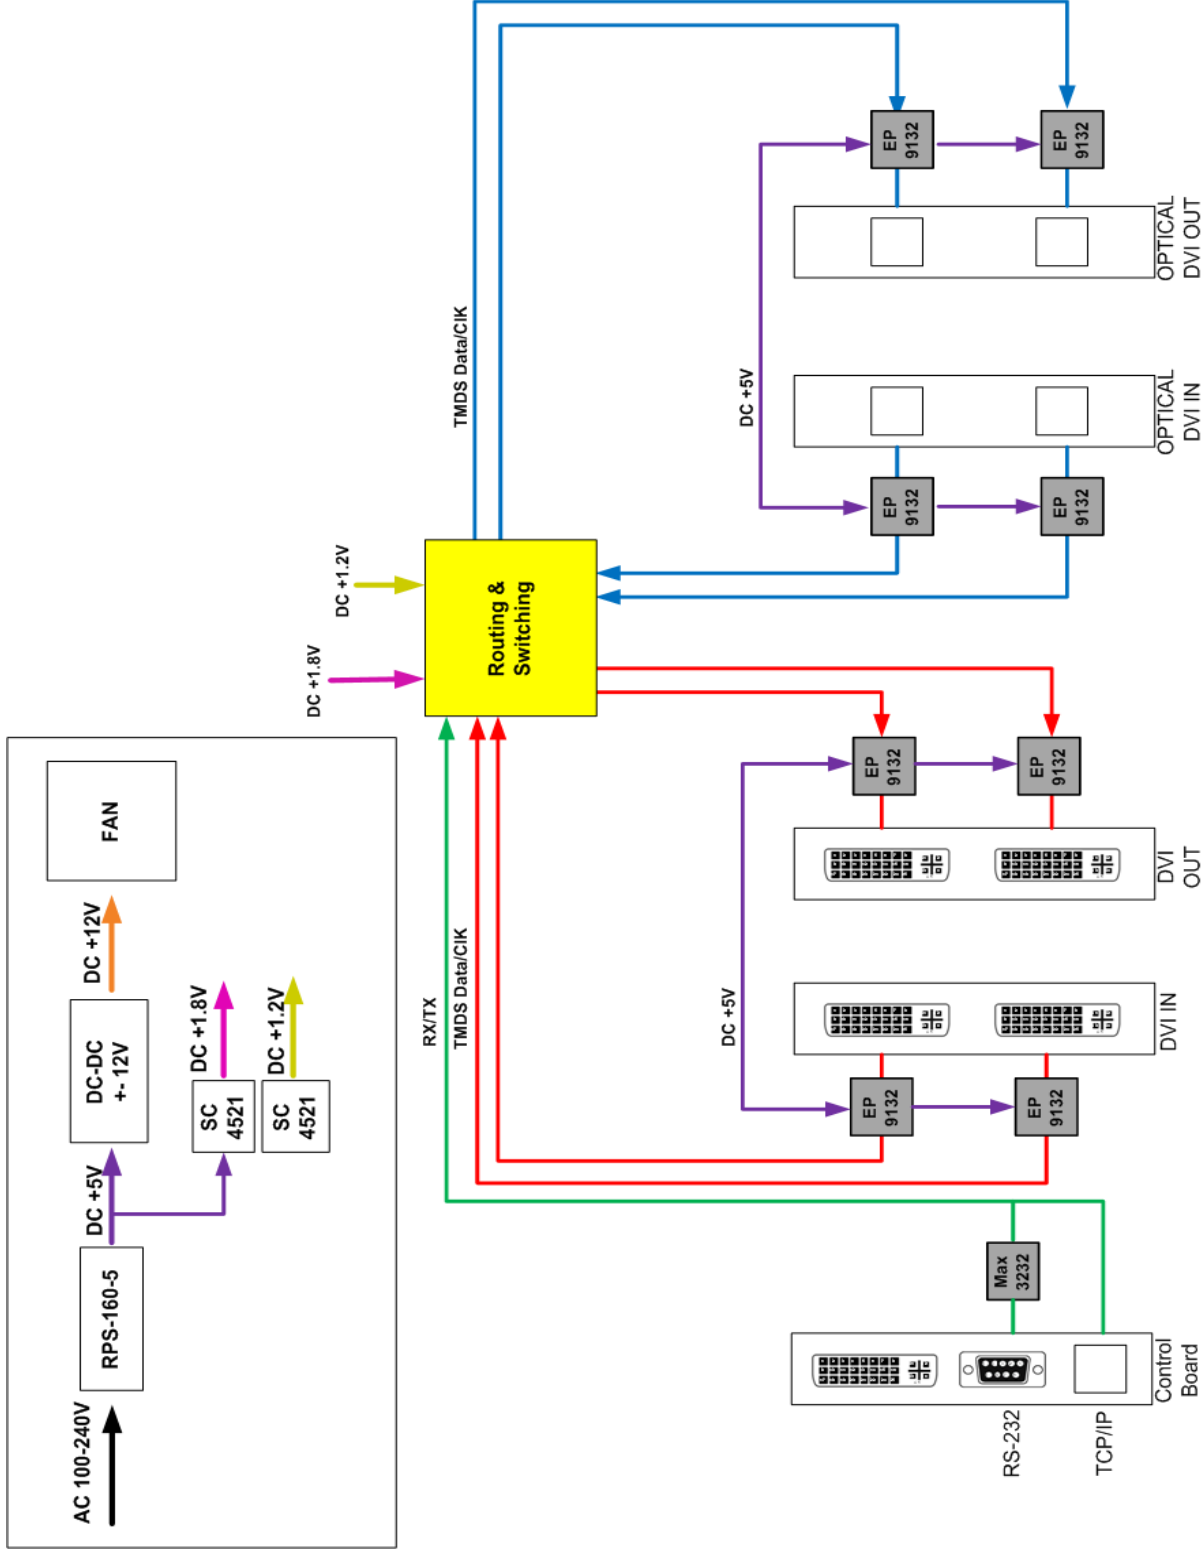 AC 100-240V
RPS-160-5
DC +5V
DC-DC
+- 12V
DC +12V
FAN
SC
4521
DC +1.8V
SC
4521
DC +1.2V
DC +1.8V
DC +1.2V
Routing &
Switching
RX/TX
TMDS Data/ClK
TMDS Data/ClK
DC +5V
DC +5V
RS-232
TCP/IP
Max
3232
Control
Board
EP
9132
EP
9132
DVI IN
EP
9132
EP
9132
DVI
OUT
EP
9132
EP
9132
OPTICAL
DVI IN
EP
9132
EP
9132
OPTICAL
DVI OUT